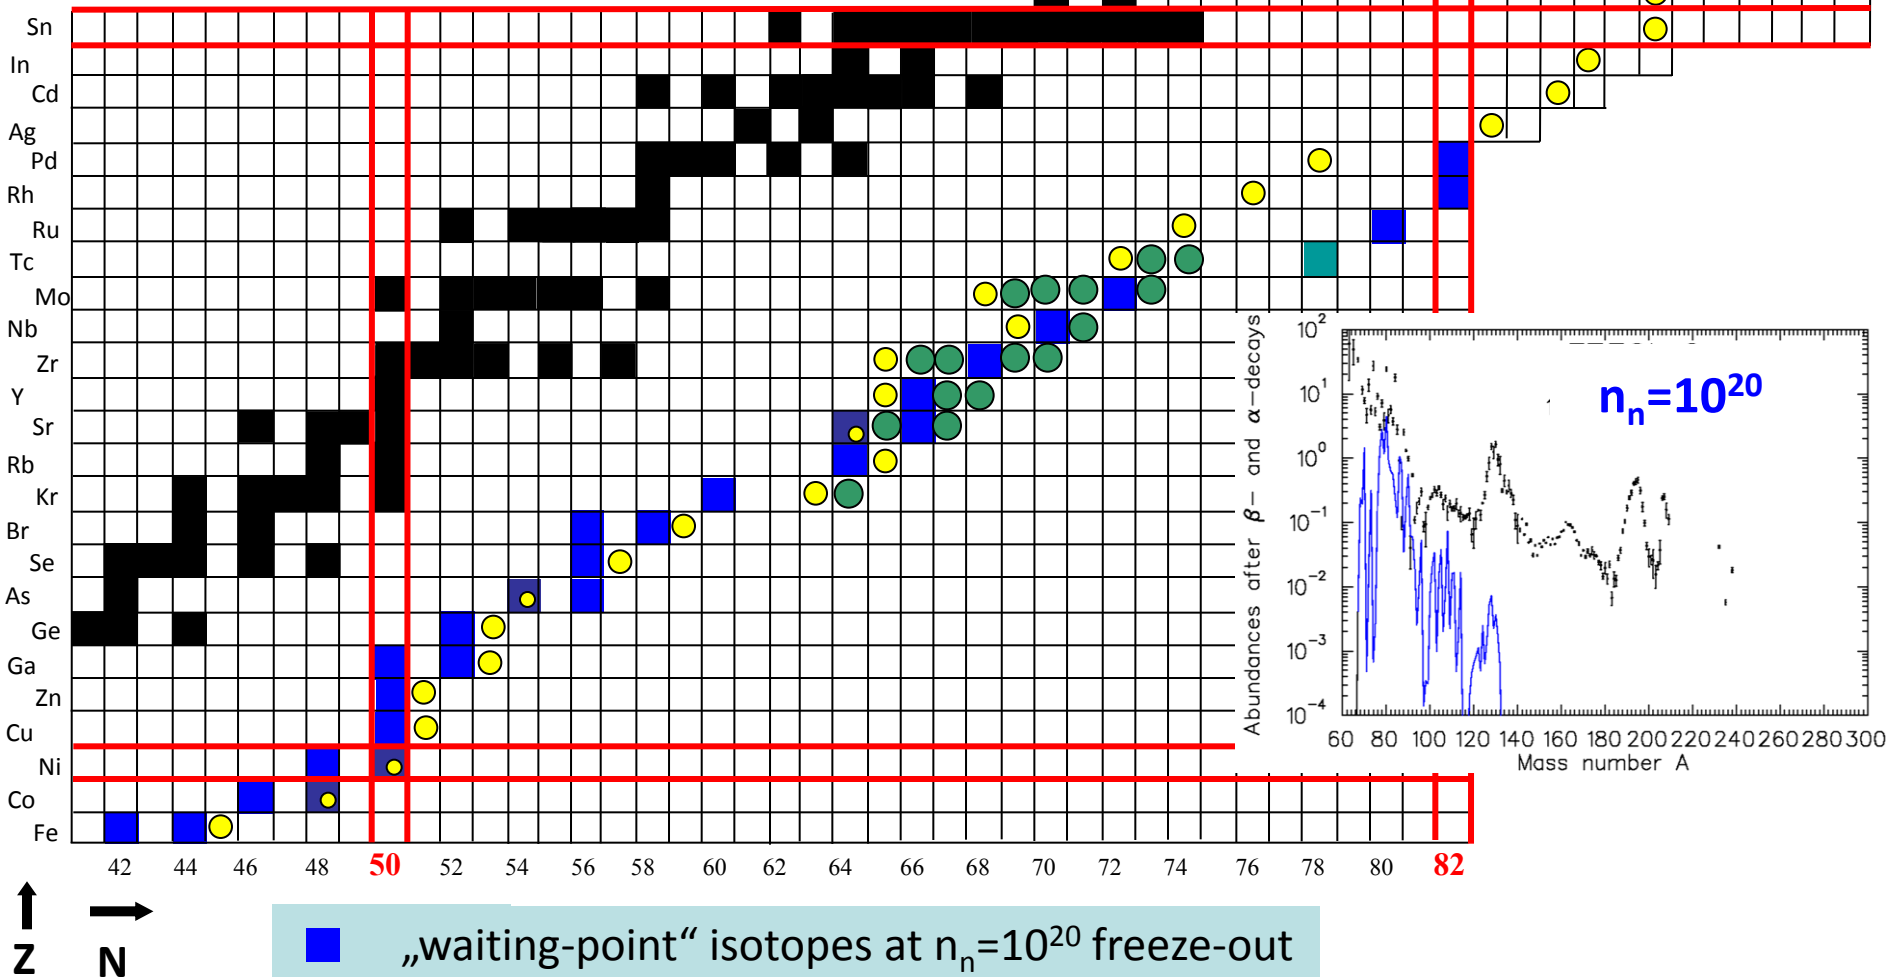 Sn
In
Cd
Ag
Pd
Rh
Ru
Tc
Mo
Nb
Zr
Y
Sr
Rb
Kr
Br
Se
As
Ge
Ga
Zn
Cu
Ni
Co
Fe
42 44 46 48 50 52 54 56 58 60 62 64 66 68 70 72 74 76 78 80 82
Z N
„waiting-point“ isotopes at nₙ=10²⁰ freeze-out
nₙ=10²⁰
Abundances after β- and α-decays
10²
10¹
10⁰
10⁻¹
10⁻²
10⁻³
10⁻⁴
60 80 100 120 140 160 180 200 220 240 260 280 300
Mass number A